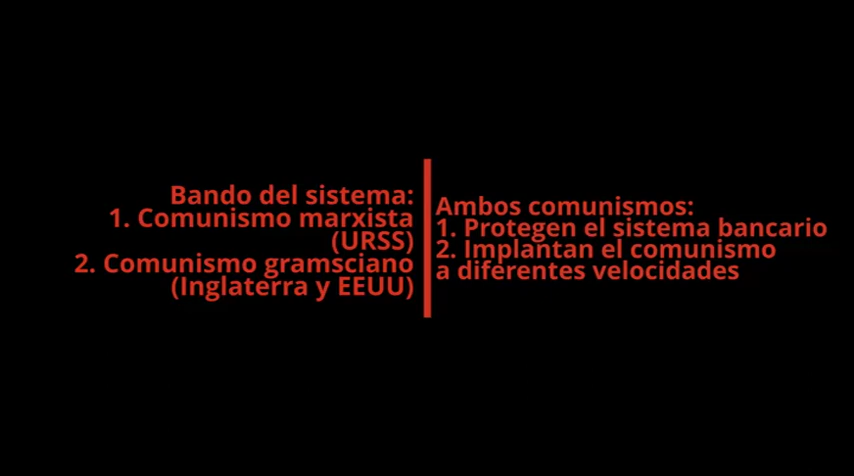 Bando del sistema:
1. Comunismo marxista
(URSS)
2. Comunismo gramsciano
(Inglaterra y EEUU)
Ambos comunismos:
1. Protegen el sistema bancario
2. Implantan el comunismo
a diferentes velocidades